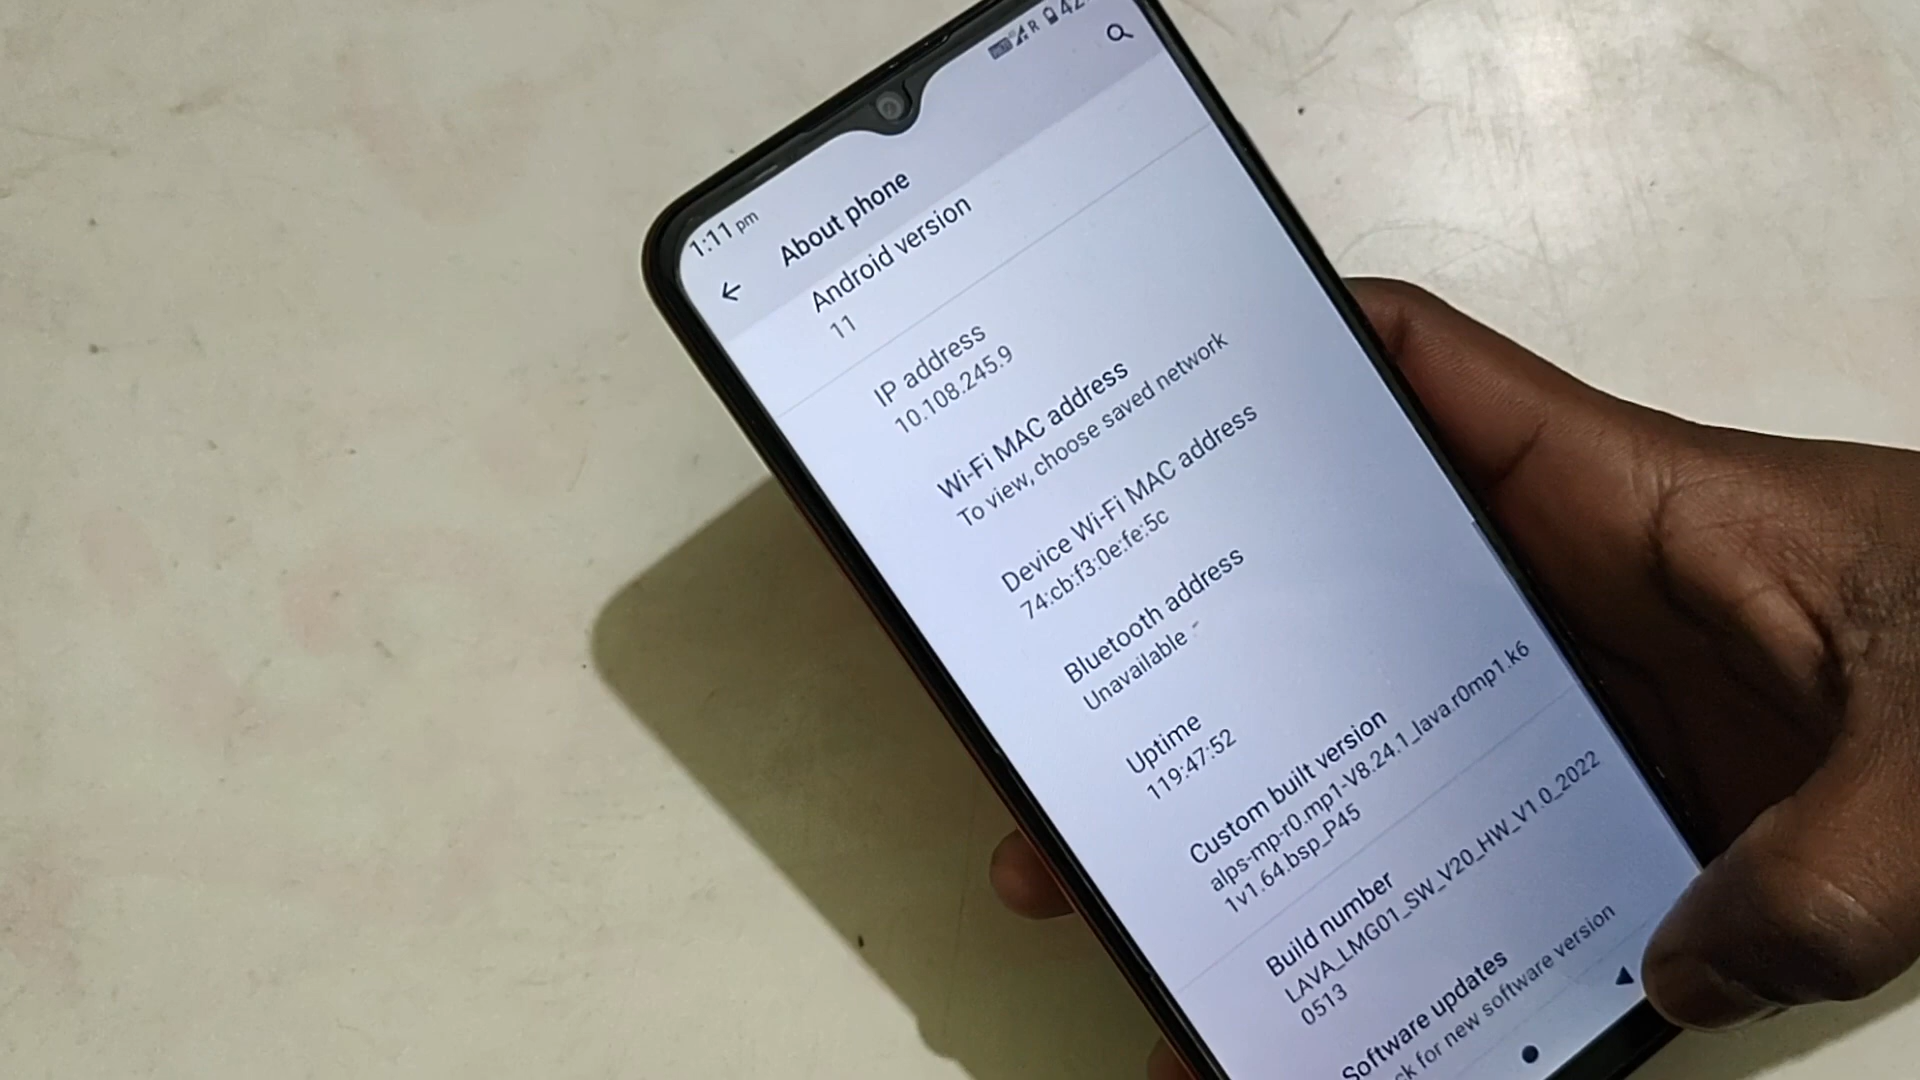 1:11 pm
R 42
About phone
Android version
11
IP address
10.108.245.9
Wi-Fi MAC address
To view, choose saved network
Device Wi-Fi MAC address
74:cb:f3:0e:fe:5c
Bluetooth address
Unavailable
Uptime
119:47:52
Custom built version
alps-mp-r0.mp1-V8.24.1_lava.r0mp1.k6
1v1.64.bsp_P45
Build number
LAVA_LMG01_SW_V20_HW_V1.0_2022
0513
Software updates
for new software version